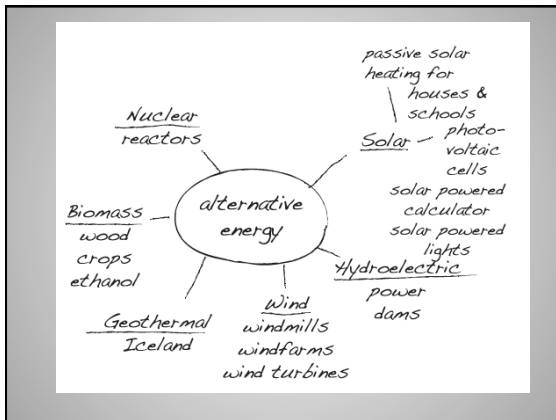 passive solar
heating for
houses &
schools
Solar
photo-
voltaic
cells
solar powered
calculator
solar powered
lights
Nuclear
reactors
alternative
energy
Biomass
wood
crops
ethanol
Hydroelectric
power
dams
Geothermal
Iceland
Wind
windmills
windfarms
wind turbines